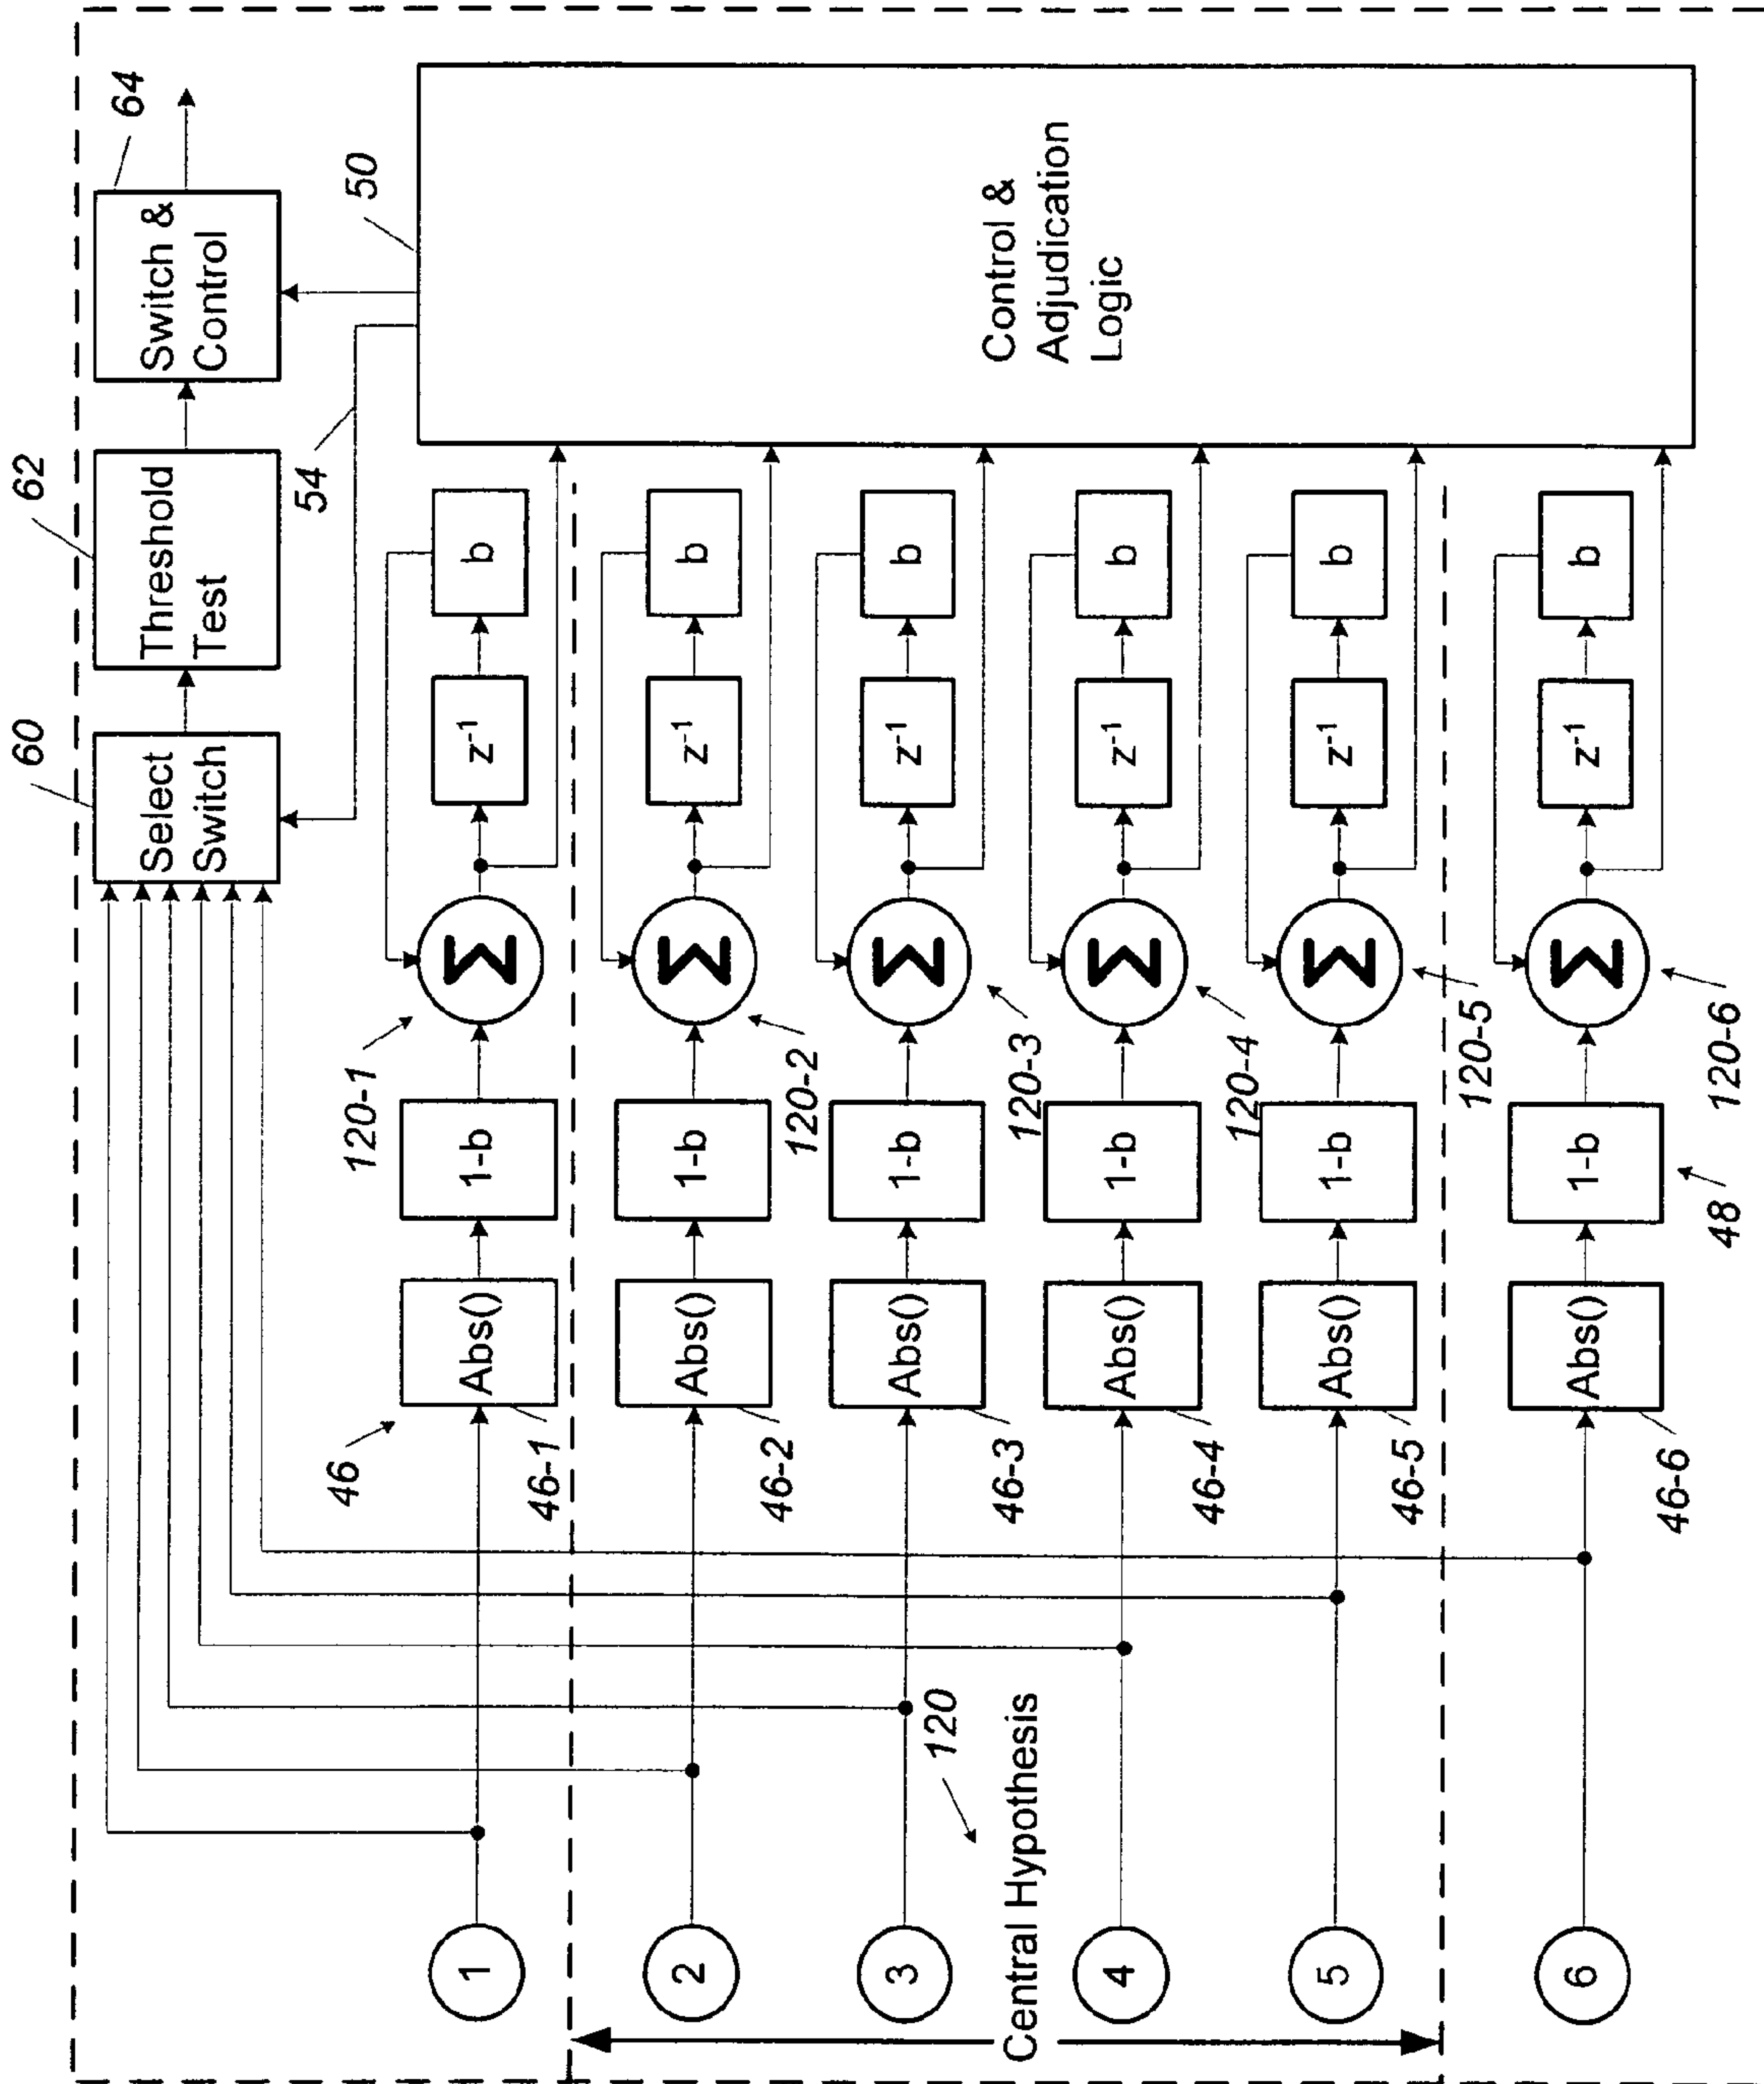 60
62
64
Select
Switch
Threshold
Test
Switch &
Control
54
50
1
46
46-1
Abs()
1-b
120-1
Σ
z⁻¹
b
2
46-2
Abs()
1-b
120-2
Σ
z⁻¹
b
3
46-3
Abs()
1-b
120-3
Σ
z⁻¹
b
120
Central Hypothesis
4
46-4
Abs()
1-b
120-4
Σ
z⁻¹
b
5
46-5
Abs()
1-b
120-5
Σ
z⁻¹
b
6
46-6
Abs()
1-b
48
120-6
Σ
z⁻¹
b
Control &
Adjudication
Logic